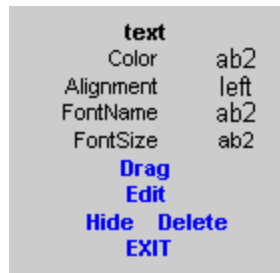 text
Color ab2
Alignment left
FontName ab2
FontSize ab2
Drag
Edit
Hide Delete
EXIT